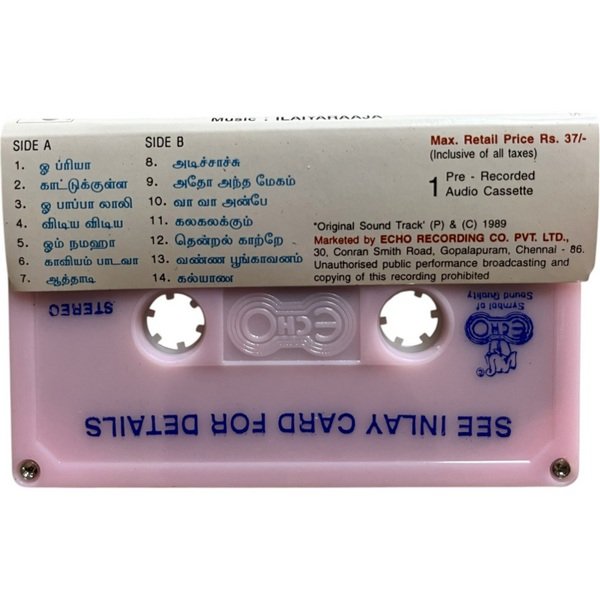 Music : ILAIYARAAJA
SIDE A
1. ஓ ப்ரியா
2. காட்டுக்குள்ள
3. ஓ பாப்பா லாலி
4. விடிய விடிய
5. ஓம் நமஹா
6. காவியம் பாடவா
7. ஆத்தாடி
SIDE B
8. அடிச்சாச்சு
9. அதோ அந்த மேகம்
10. வா வா அன்பே
11. கலகலக்கும்
12. தென்றல் காற்றே
13. வண்ண பூங்காவனம்
14. கல்யாண
Max. Retail Price Rs. 37/-
(Inclusive of all taxes)
1 Pre - Recorded
Audio Cassette
"Original Sound Track' (P) & (C) 1989
Marketed by ECHO RECORDING CO. PVT. LTD.,
30, Conran Smith Road, Gopalapuram, Chennai - 86.
Unauthorised public performance broadcasting and
copying of this recording prohibited
STEREO
ECHO
Symbol of
Sound Quality
ECHO
SEE INLAY CARD FOR DETAILS